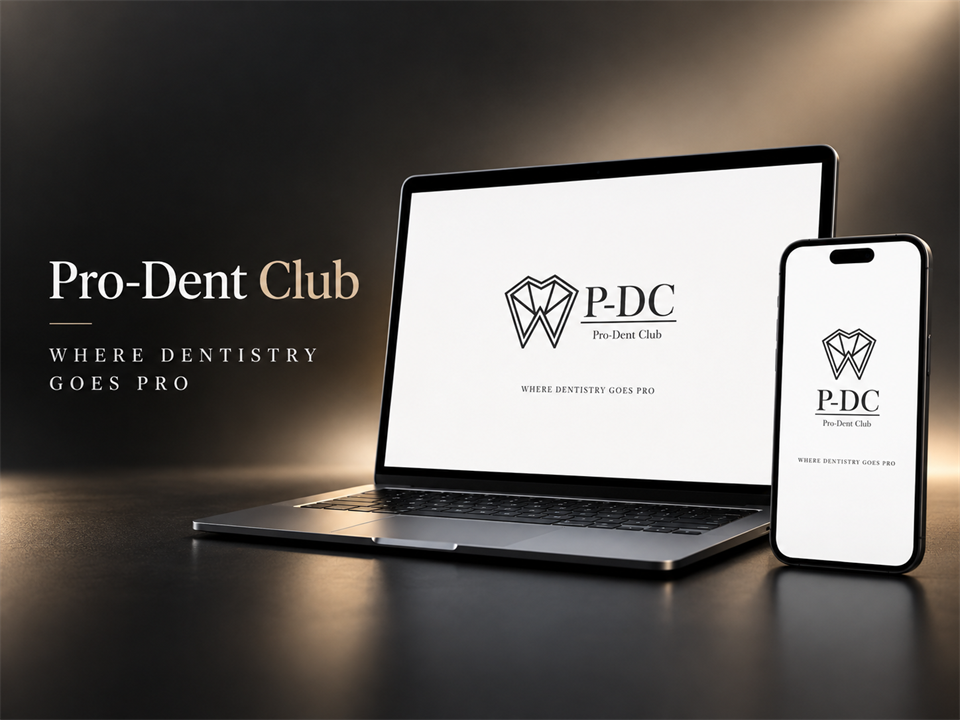 Pro-Dent Club
WHERE DENTISTRY
GOES PRO
P-DC
Pro-Dent Club
WHERE DENTISTRY GOES PRO
P-DC
Pro-Dent Club
WHERE DENTISTRY GOES PRO